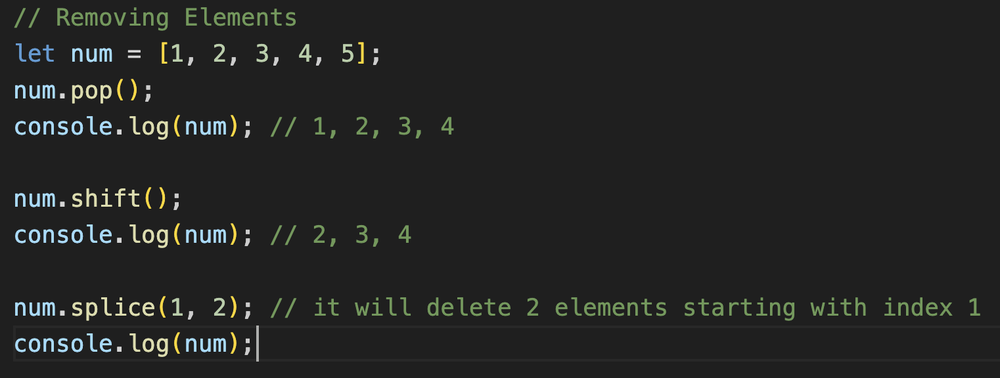 // Removing Elements
let num = [1, 2, 3, 4, 5];
num.pop();
console.log(num); // 1, 2, 3, 4
num.shift();
console.log(num); // 2, 3, 4
num.splice(1, 2); // it will delete 2 elements starting with index 1
console.log(num);